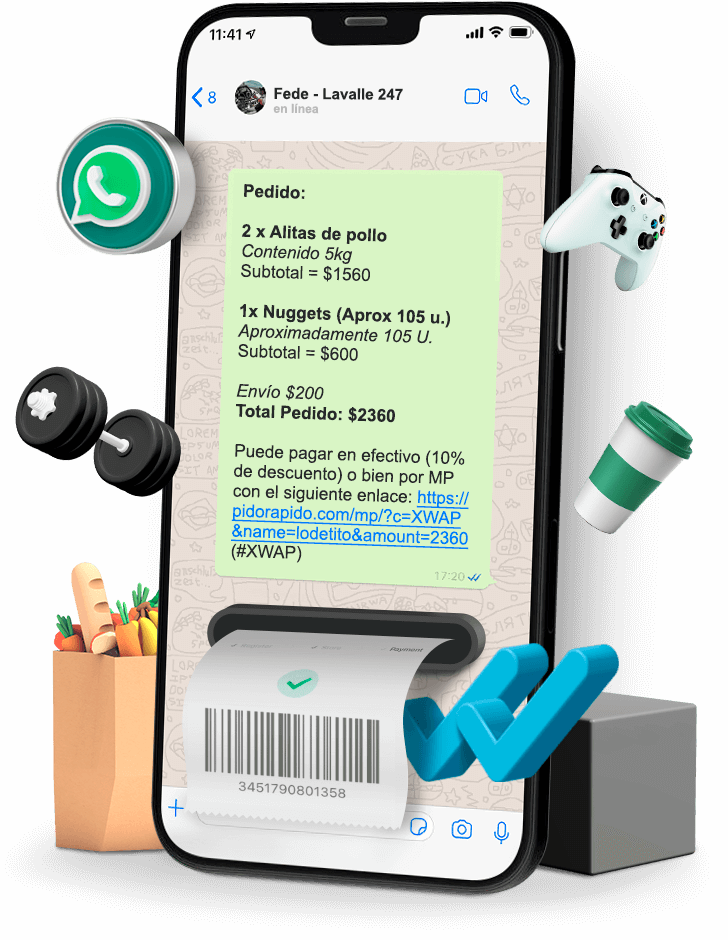 11:41
8
Fede - Lavalle 247
en línea
Pedido:
2 x Alitas de pollo
Contenido 5kg
Subtotal = $1560
1x Nuggets (Aprox 105 u.)
Aproximadamente 105 U.
Subtotal = $600
Envío $200
Total Pedido: $2360
Puede pagar en efectivo (10%
de descuento) o bien por MP
con el siguiente enlace: https://
pidorapido.com/mp/?c=XWAP
&name=lodetito&amount=2360
(#XWAP)
17:20
Payment
3451790801358